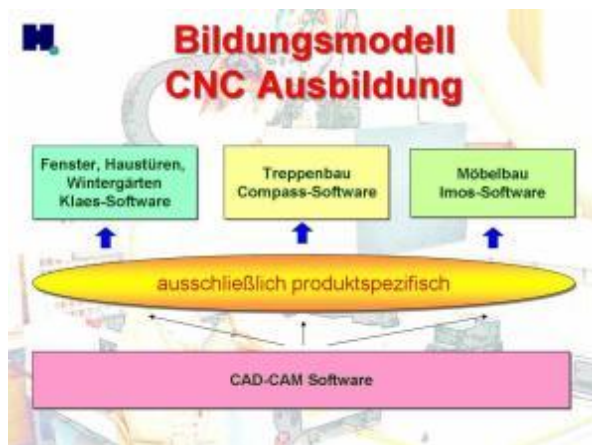 H.
Bildungsmodell
CNC Ausbildung
Fenster, Haustüren,
Wintergärten
Klaes-Software
Treppenbau
Compass-Software
Möbelbau
Imos-Software
ausschließlich produktspezifisch
CAD-CAM Software